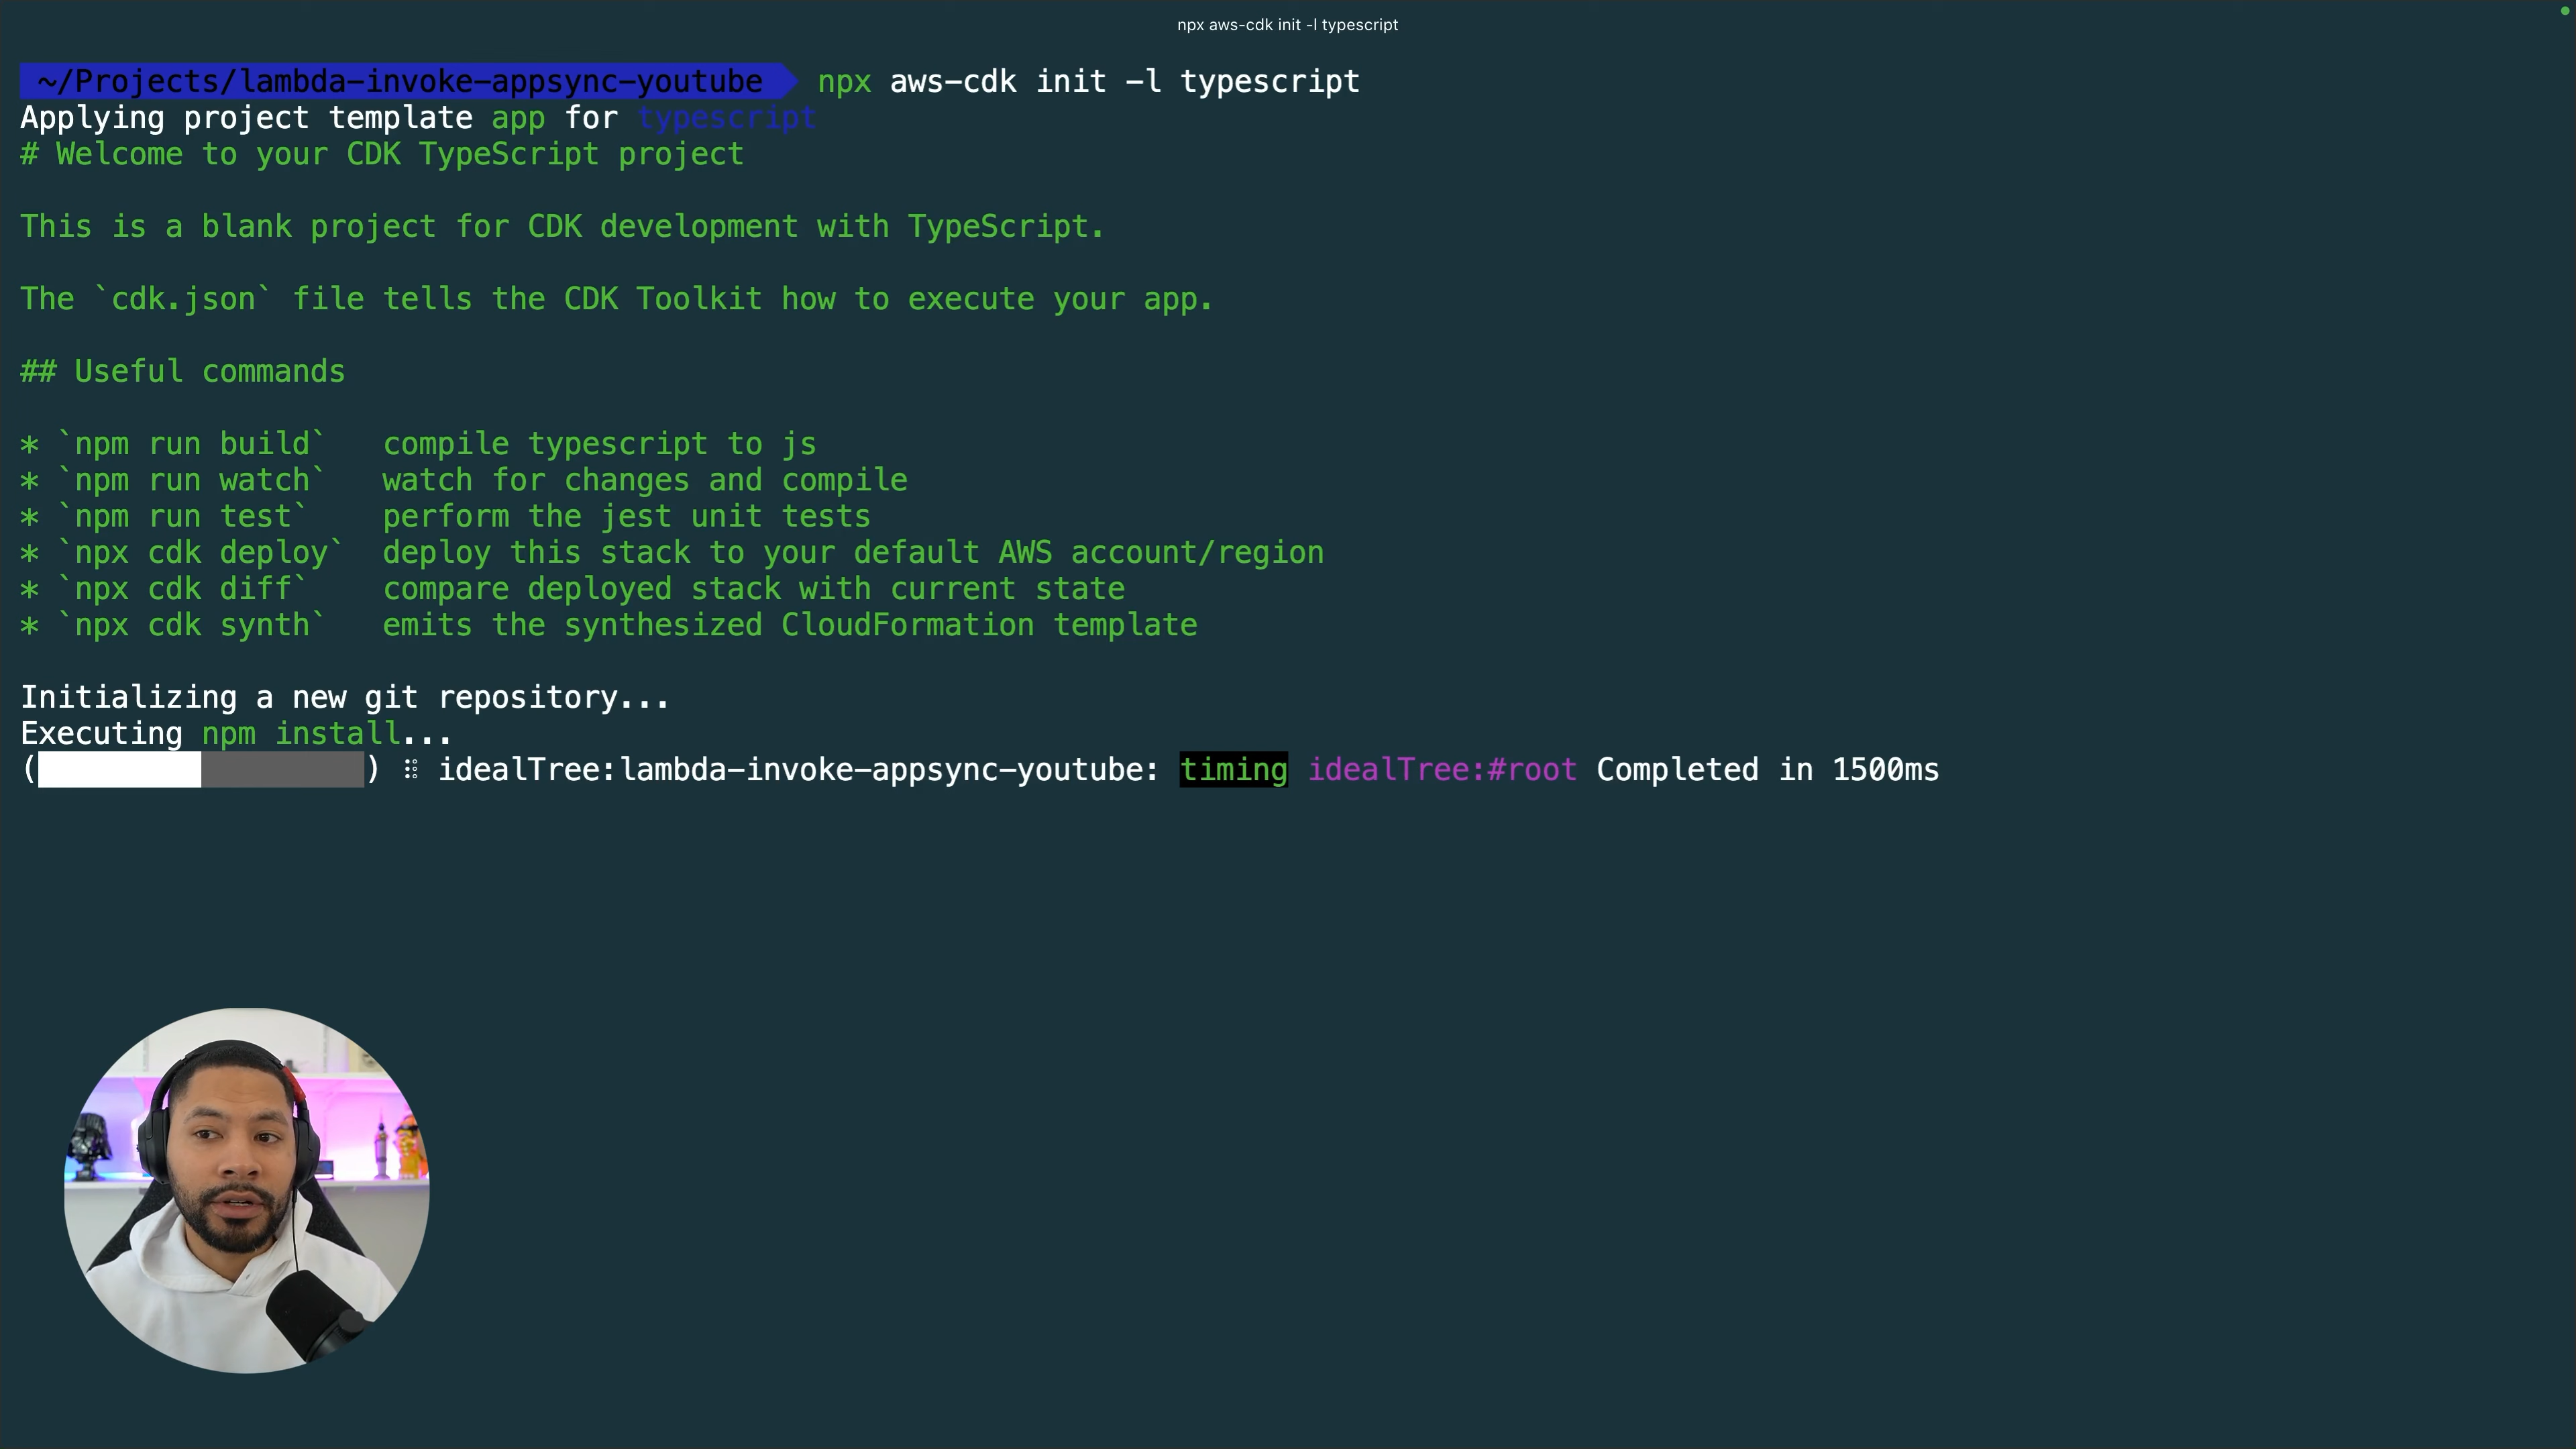 npx aws-cdk init -l typescript
~/Projects/lambda-invoke-appsync-youtube npx aws-cdk init -l typescript
Applying project template app for typescript
# Welcome to your CDK TypeScript project
This is a blank project for CDK development with TypeScript.
The `cdk.json` file tells the CDK Toolkit how to execute your app.
## Useful commands
* `npm run build`   compile typescript to js
* `npm run watch`   watch for changes and compile
* `npm run test`    perform the jest unit tests
* `npx cdk deploy`  deploy this stack to your default AWS account/region
* `npx cdk diff`    compare deployed stack with current state
* `npx cdk synth`   emits the synthesized CloudFormation template
Initializing a new git repository...
Executing npm install...
() ⠸ idealTree:lambda-invoke-appsync-youtube: timing idealTree:#root Completed in 1500ms